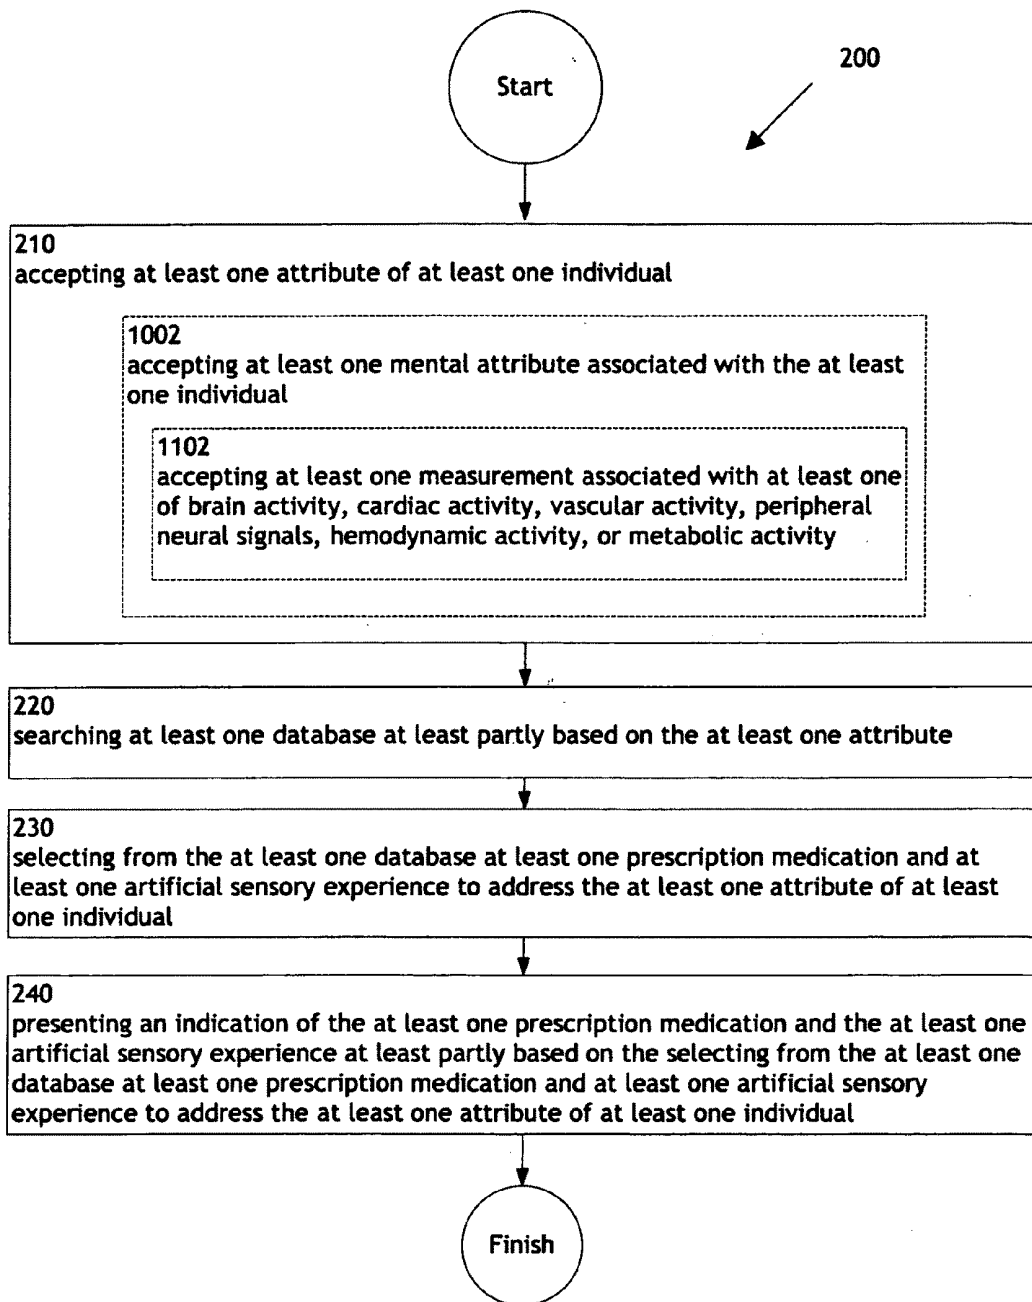 Start
200
210
accepting at least one attribute of at least one individual
1002
accepting at least one mental attribute associated with the at least
one individual
1102
accepting at least one measurement associated with at least one
of brain activity, cardiac activity, vascular activity, peripheral
neural signals, hemodynamic activity, or metabolic activity
220
searching at least one database at least partly based on the at least one attribute
230
selecting from the at least one database at least one prescription medication and at
least one artificial sensory experience to address the at least one attribute of at least
one individual
240
presenting an indication of the at least one prescription medication and the at least one
artificial sensory experience at least partly based on the selecting from the at least one
database at least one prescription medication and at least one artificial sensory
experience to address the at least one attribute of at least one individual
Finish